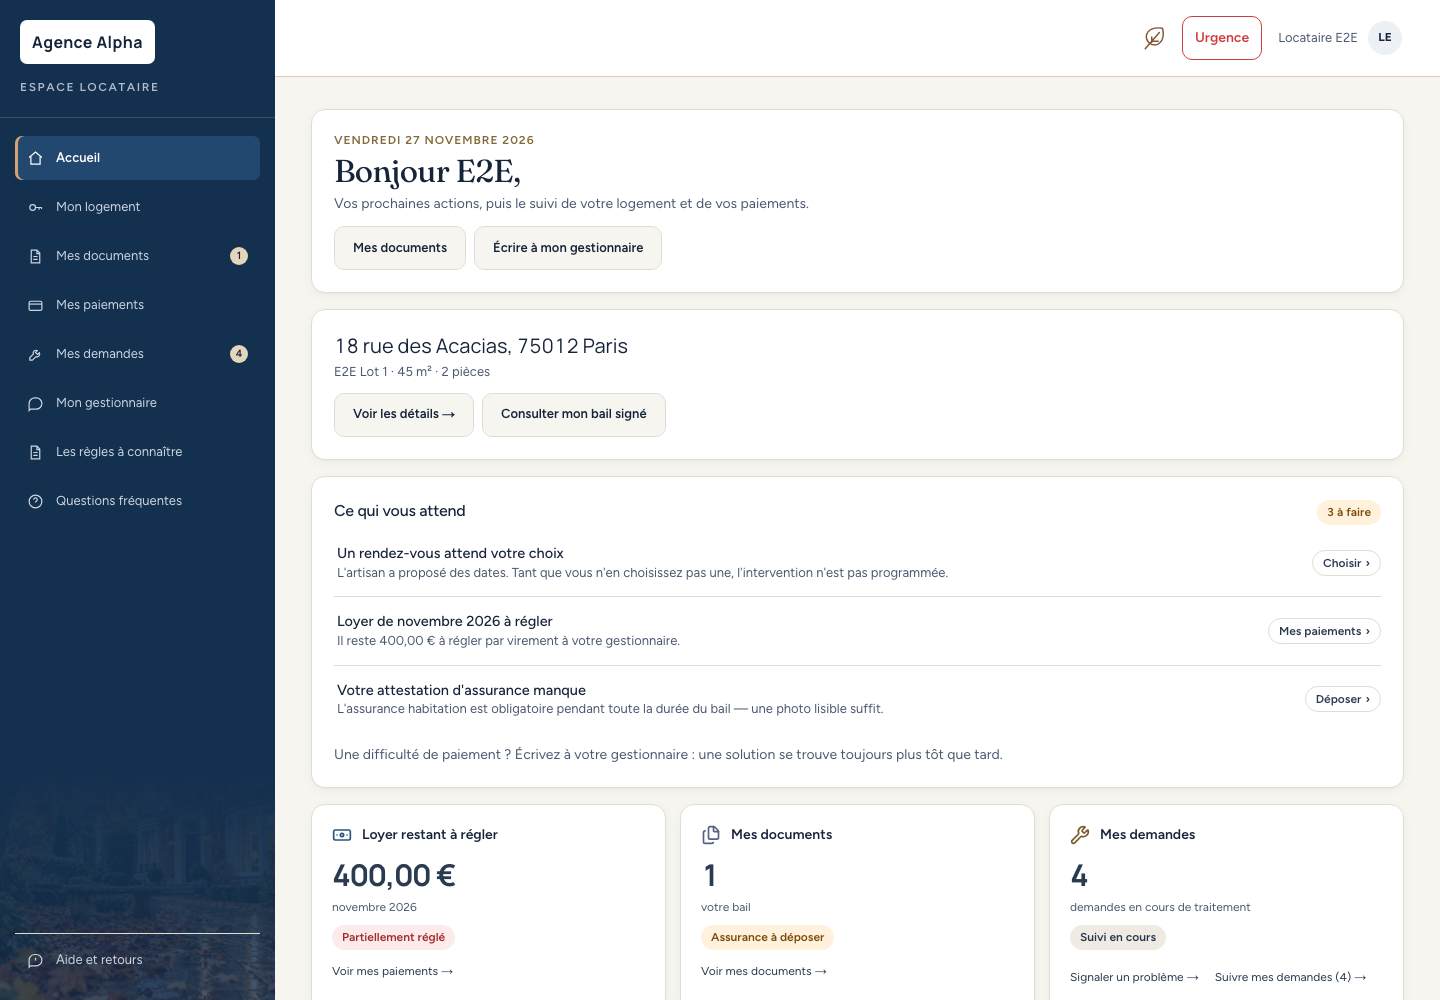 Agence Alpha
ESPACE LOCATAIRE
Accueil
Mon logement
Mes documents 1
Mes paiements
Mes demandes 4
Mon gestionnaire
Les règles à connaître
Questions fréquentes
Aide et retours
Urgence Locataire E2E LE
VENDREDI 27 NOVEMBRE 2026
Bonjour E2E,
Vos prochaines actions, puis le suivi de votre logement et de vos paiements.
Mes documents Écrire à mon gestionnaire
18 rue des Acacias, 75012 Paris
E2E Lot 1 · 45 m² · 2 pièces
Voir les détails → Consulter mon bail signé
Ce qui vous attend 3 à faire
Un rendez-vous attend votre choix
L'artisan a proposé des dates. Tant que vous n'en choisissez pas une, l'intervention n'est pas programmée.
Choisir ›
Loyer de novembre 2026 à régler
Il reste 400,00 € à régler par virement à votre gestionnaire.
Mes paiements ›
Votre attestation d'assurance manque
L'assurance habitation est obligatoire pendant toute la durée du bail — une photo lisible suffit.
Déposer ›
Une difficulté de paiement ? Écrivez à votre gestionnaire : une solution se trouve toujours plus tôt que tard.
Loyer restant à régler
400,00 €
novembre 2026
Partiellement réglé
Voir mes paiements →
Mes documents
1
votre bail
Assurance à déposer
Voir mes documents →
Mes demandes
4
demandes en cours de traitement
Suivi en cours
Signaler un problème → Suivre mes demandes (4) →